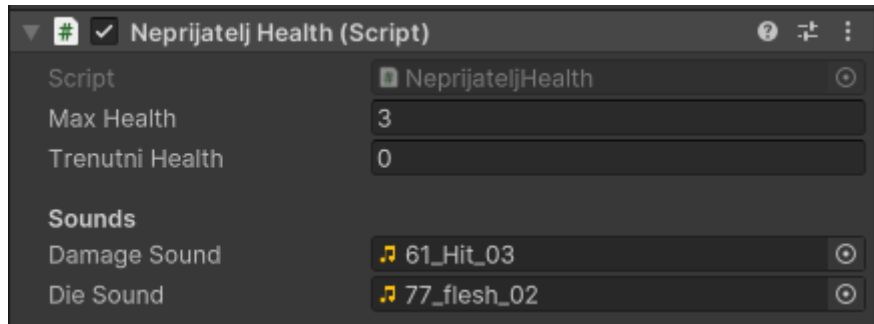 # Neprijatelj Health (Script)
Script # NeprijateljHealth
Max Health 3
Trenutni Health 0
Sounds
Damage Sound 61_Hit_03
Die Sound 77_flesh_02